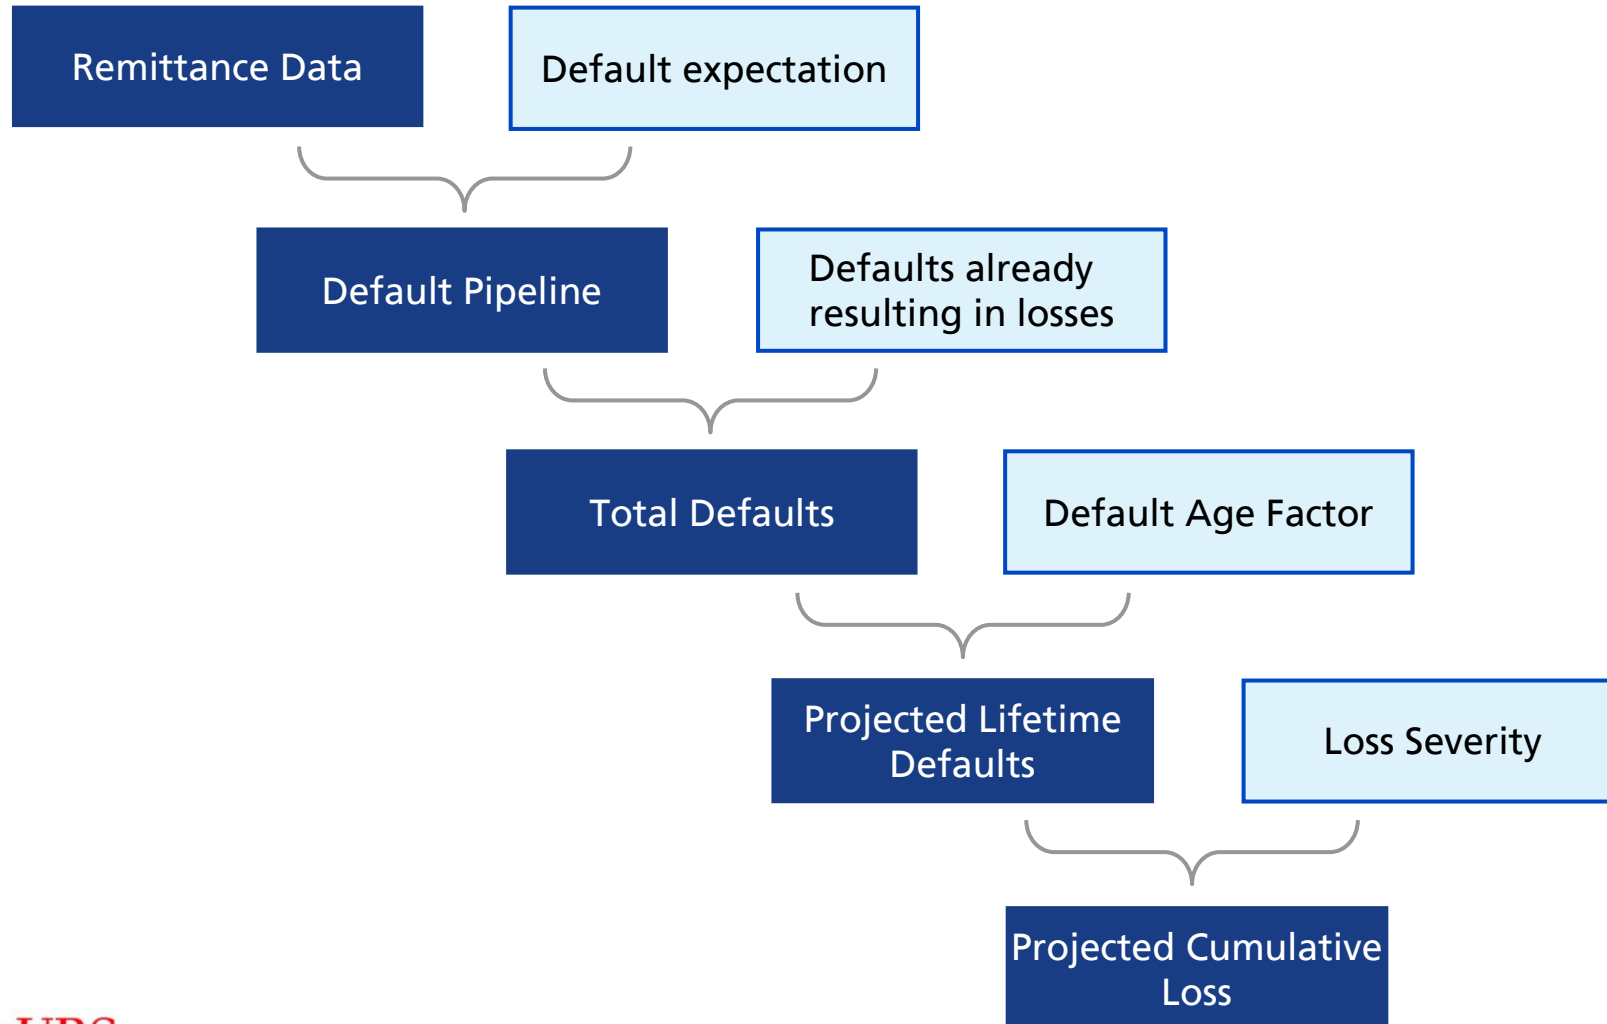 Remittance Data
Default expectation
Default Pipeline
Defaults already
resulting in losses
Total Defaults
Default Age Factor
Projected Lifetime
Defaults
Loss Severity
Projected Cumulative
Loss
UBS